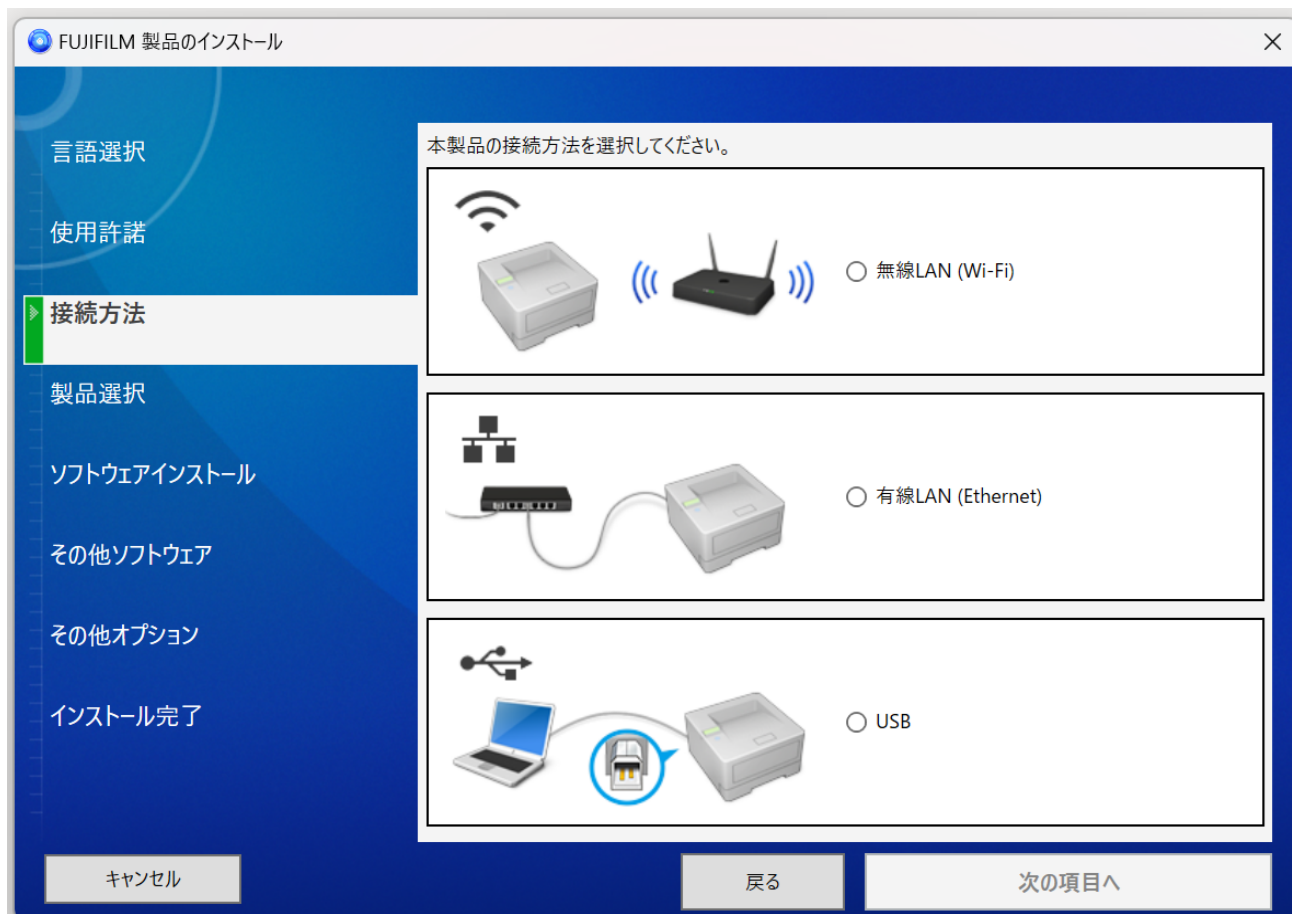 FUJIFILM 製品のインストール
言語選択
使用許諾
接続方法
製品選択
ソフトウェアインストール
その他ソフトウェア
その他オプション
インストール完了
本製品の接続方法を選択してください。
無線LAN (Wi-Fi)
有線LAN (Ethernet)
USB
キャンセル
戻る
次の項目へ